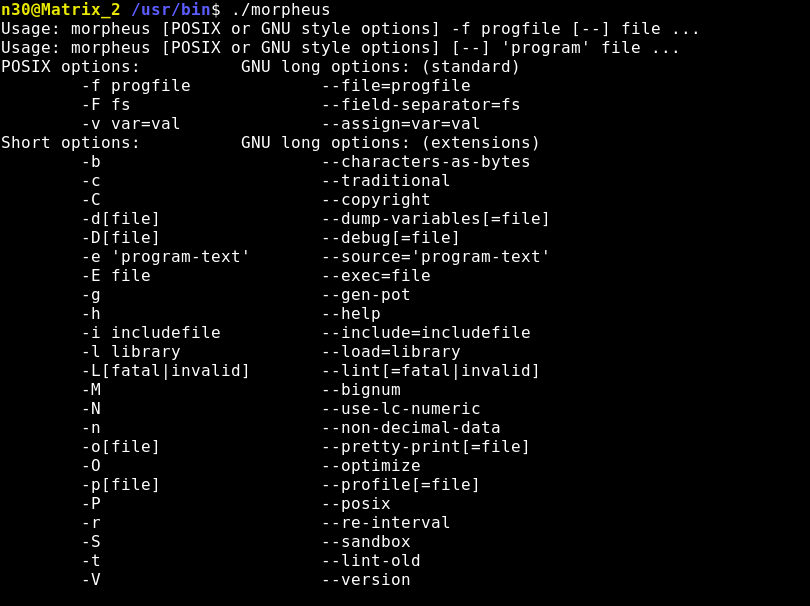 n30@Matrix_2 /usr/bin$ ./morpheus
Usage: morpheus [POSIX or GNU style options] -f progfile [--] file ...
Usage: morpheus [POSIX or GNU style options] [--] 'program' file ...
POSIX options:          GNU long options: (standard)
        -f progfile             --file=progfile
        -F fs                   --field-separator=fs
        -v var=val              --assign=var=val
Short options:          GNU long options: (extensions)
        -b                      --characters-as-bytes
        -c                      --traditional
        -C                      --copyright
        -d[file]                --dump-variables[=file]
        -D[file]                --debug[=file]
        -e 'program-text'       --source='program-text'
        -E file                 --exec=file
        -g                      --gen-pot
        -h                      --help
        -i includefile          --include=includefile
        -l library              --load=library
        -L[fatal|invalid]       --lint[=fatal|invalid]
        -M                      --bignum
        -N                      --use-lc-numeric
        -n                      --non-decimal-data
        -o[file]                --pretty-print[=file]
        -O                      --optimize
        -p[file]                --profile[=file]
        -P                      --posix
        -r                      --re-interval
        -S                      --sandbox
        -t                      --lint-old
        -V                      --version